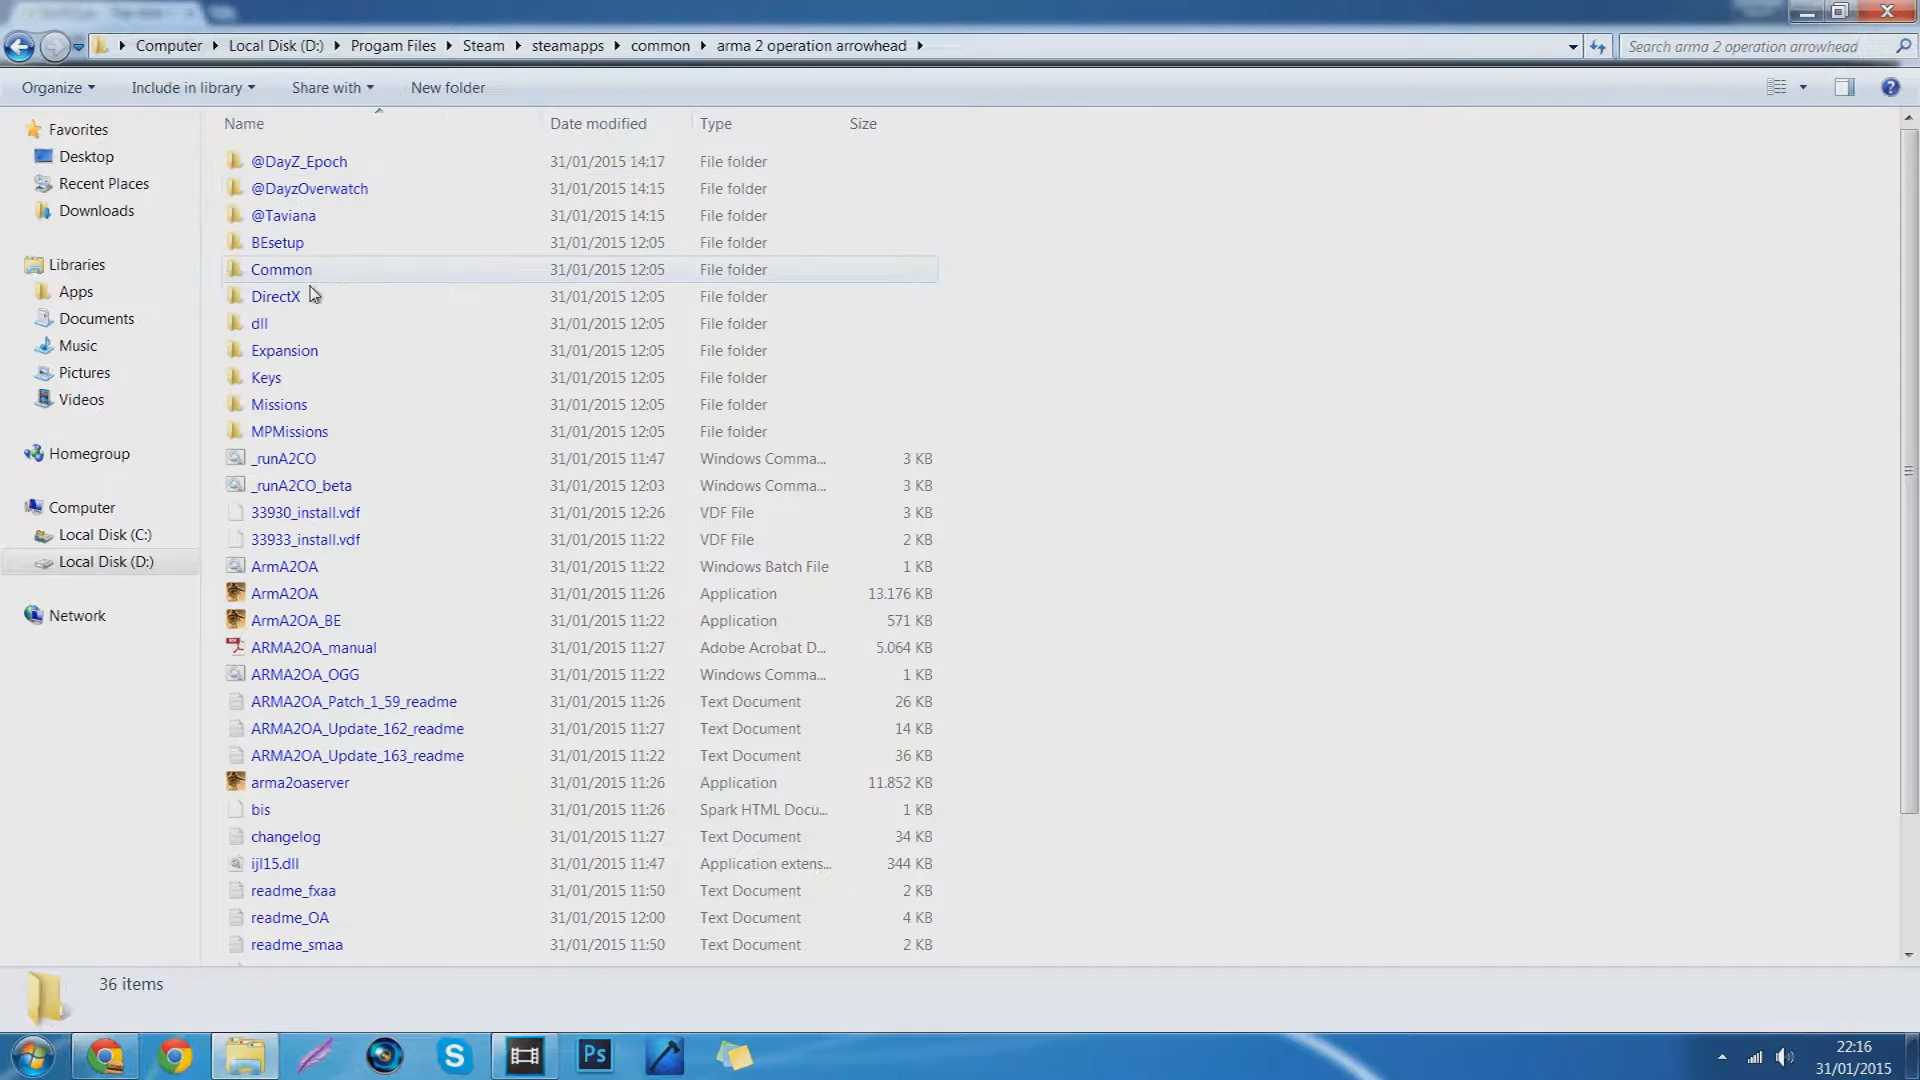 Computer Local Disk (D:) Progam Apps Steam steamapps common arma 2 operation arrowhead Search arma 2 operation arrowhead
Organize Include in library Share with New folder
Name Date modified Type Size
Favorites
Desktop
Recent Places
Downloads
Libraries
Apps
Documents
Music
Pictures
Videos
Homegroup
Computer
Local Disk (C:)
Local Disk (D:)
Network
@DayZ_Epoch 31/01/2015 14:17 File folder
@DayzOverwatch 31/01/2015 14:15 File folder
@Taviana 31/01/2015 14:15 File folder
BEsetup 31/01/2015 12:05 File folder
Common 31/01/2015 12:05 File folder
DirectX 31/01/2015 12:05 File folder
dll 31/01/2015 12:05 File folder
Expansion 31/01/2015 12:05 File folder
Keys 31/01/2015 12:05 File folder
Missions 31/01/2015 12:05 File folder
MPMissions 31/01/2015 12:05 File folder
_runA2CO 31/01/2015 11:47 Windows Comma... 3 KB
_runA2CO_beta 31/01/2015 12:03 Windows Comma... 3 KB
33930_install.vdf 31/01/2015 12:26 VDF File 3 KB
33933_install.vdf 31/01/2015 11:22 VDF File 2 KB
ArmA2OA 31/01/2015 11:22 Windows Batch File 1 KB
ArmA2OA 31/01/2015 11:26 Application 13.176 KB
ArmA2OA_BE 31/01/2015 11:22 Application 571 KB
ARMA2OA_manual 31/01/2015 11:27 Adobe Acrobat D... 5.064 KB
ARMA2OA_OGG 31/01/2015 11:22 Windows Comma... 1 KB
ARMA2OA_Patch_1_59_readme 31/01/2015 11:26 Text Document 26 KB
ARMA2OA_Update_162_readme 31/01/2015 11:27 Text Document 14 KB
ARMA2OA_Update_163_readme 31/01/2015 11:22 Text Document 36 KB
arma2oaserver 31/01/2015 11:26 Application 11.852 KB
bis 31/01/2015 11:26 Spark HTML Docu... 1 KB
changelog 31/01/2015 11:27 Text Document 34 KB
ijl15.dll 31/01/2015 11:47 Application extens... 344 KB
readme_fxaa 31/01/2015 11:50 Text Document 2 KB
readme_OA 31/01/2015 12:00 Text Document 4 KB
readme_smaa 31/01/2015 11:50 Text Document 2 KB
36 items
Ps
22:16
31/01/2015